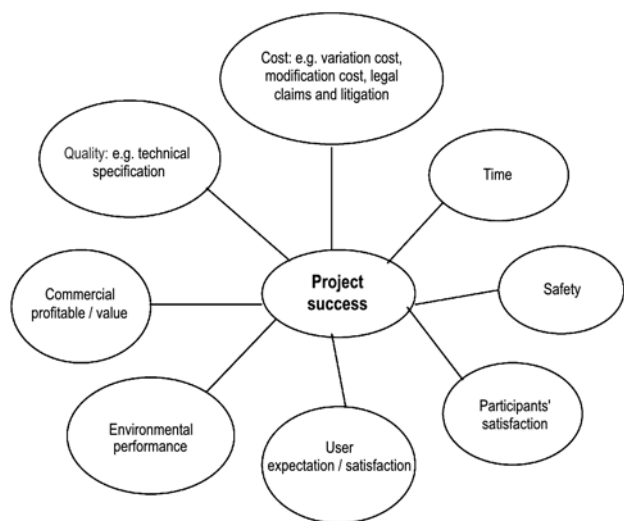 Cost: e.g. variation cost,
modification cost, legal
claims and litigation
Quality: e.g. technical
specification
Time
Project
success
Commercial
profitable / value
Safety
Environmental
performance
User
expectation / satisfaction
Participants'
satisfaction